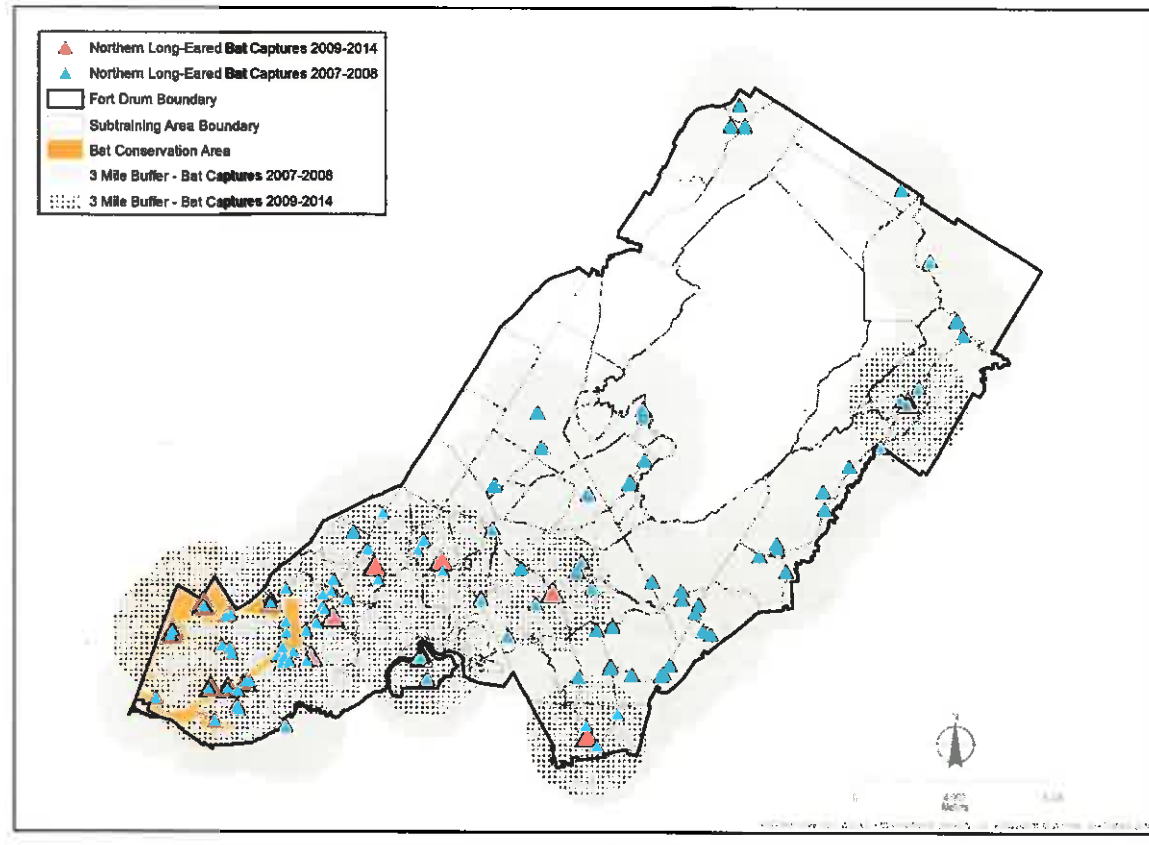 Northern Long-Eared Bat Captures 2009-2014
Northern Long-Eared Bat Captures 2007-2008
Fort Drum Boundary
Subtraining Area Boundary
Bat Conservation Area
3 Mile Buffer - Bat Captures 2007-2008
3 Mile Buffer - Bat Captures 2009-2014
N
0
Meters